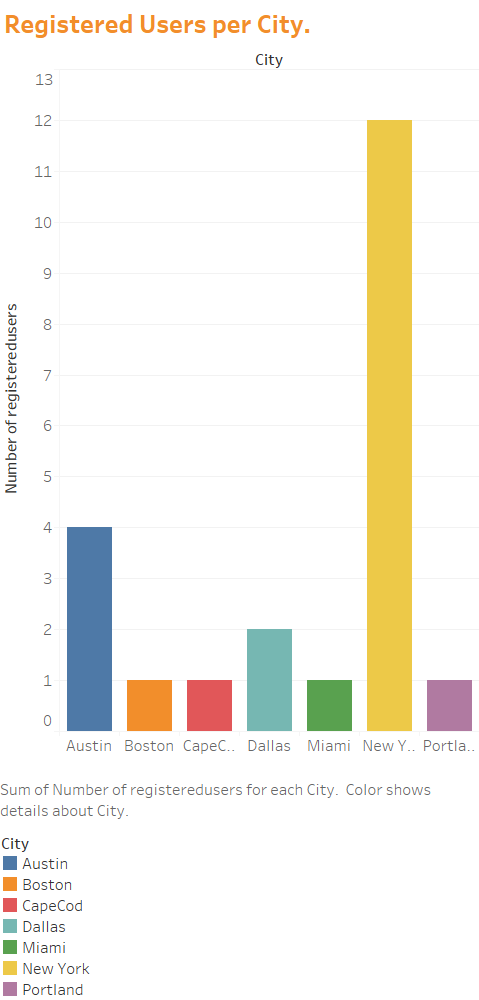 Registered Users per City.
City
13
12
11
10
9
8
7
6
5
4
3
2
1
0
Number of registeredusers
Austin Boston CapeC.. Dallas Miami New Y.. Portla..
Sum of Number of registeredusers for each City. Color shows
details about City.
City
Austin
Boston
CapeCod
Dallas
Miami
New York
Portland